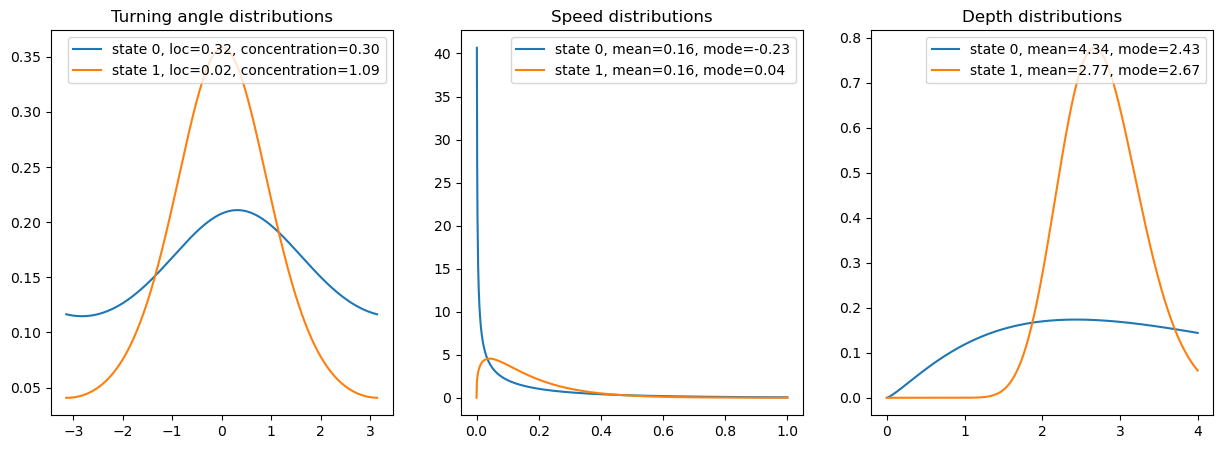 Turning angle distributions
state 0, loc=0.32, concentration=0.30
state 1, loc=0.02, concentration=1.09
0.35
0.30
0.25
0.20
0.15
0.10
0.05
−3 −2 −1 0 1 2 3
Speed distributions
state 0, mean=0.16, mode=-0.23
state 1, mean=0.16, mode=0.04
40
35
30
25
20
15
10
5
0
0.0 0.2 0.4 0.6 0.8 1.0
Depth distributions
state 0, mean=4.34, mode=2.43
state 1, mean=2.77, mode=2.67
0.8
0.7
0.6
0.5
0.4
0.3
0.2
0.1
0.0
0 1 2 3 4